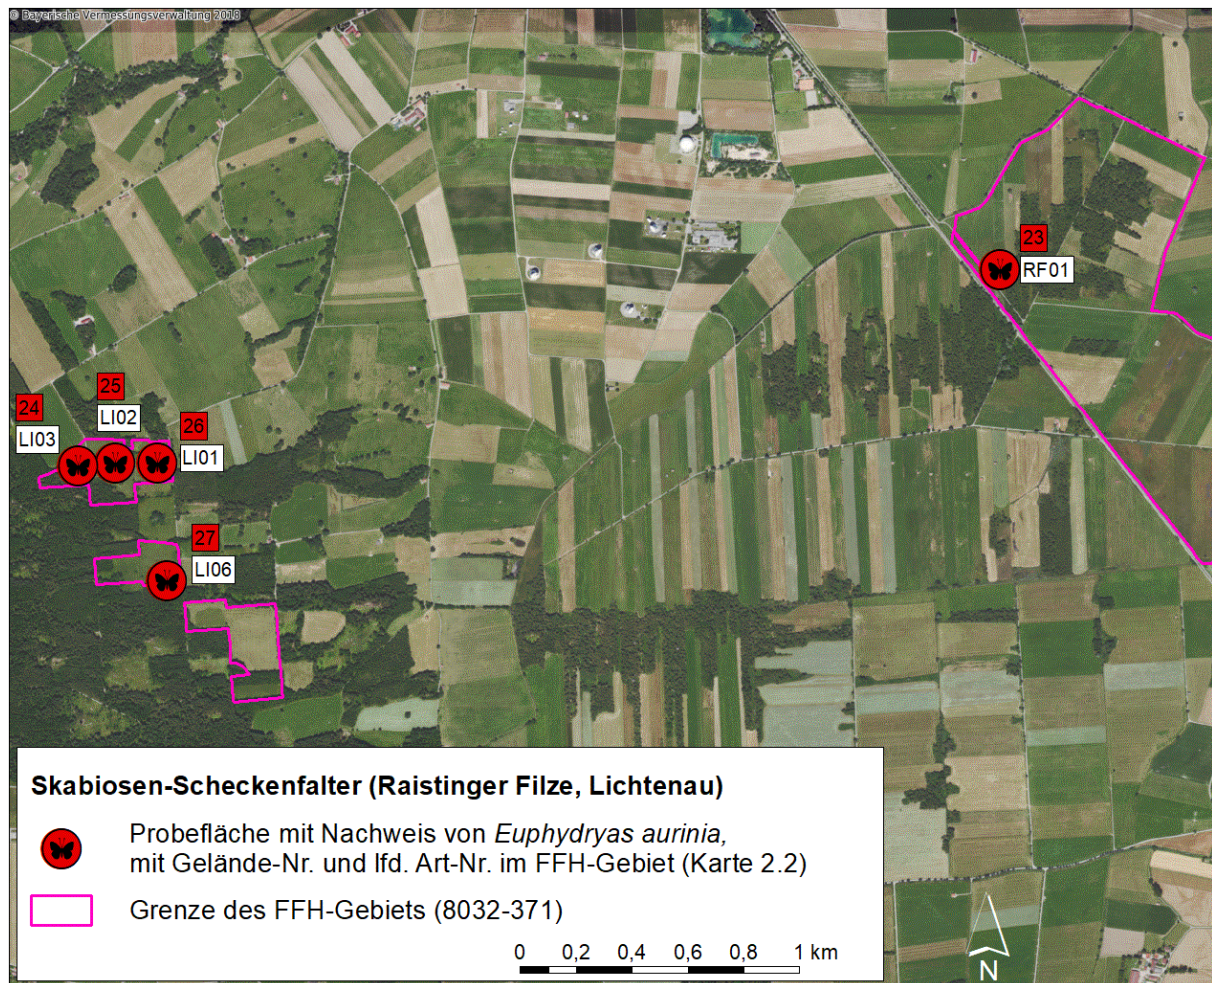 © Bayerische Vermessungsverwaltung 2018
23
RF01
25
LI02
24
LI03
26
LI01
27
LI06
Skabiosen-Scheckenfalter (Raistinger Filze, Lichtenau)
Probefläche mit Nachweis von Euphydryas aurinia,
mit Gelände-Nr. und lfd. Art-Nr. im FFH-Gebiet (Karte 2.2)
Grenze des FFH-Gebiets (8032-371)
0 0,2 0,4 0,6 0,8 1 km
N